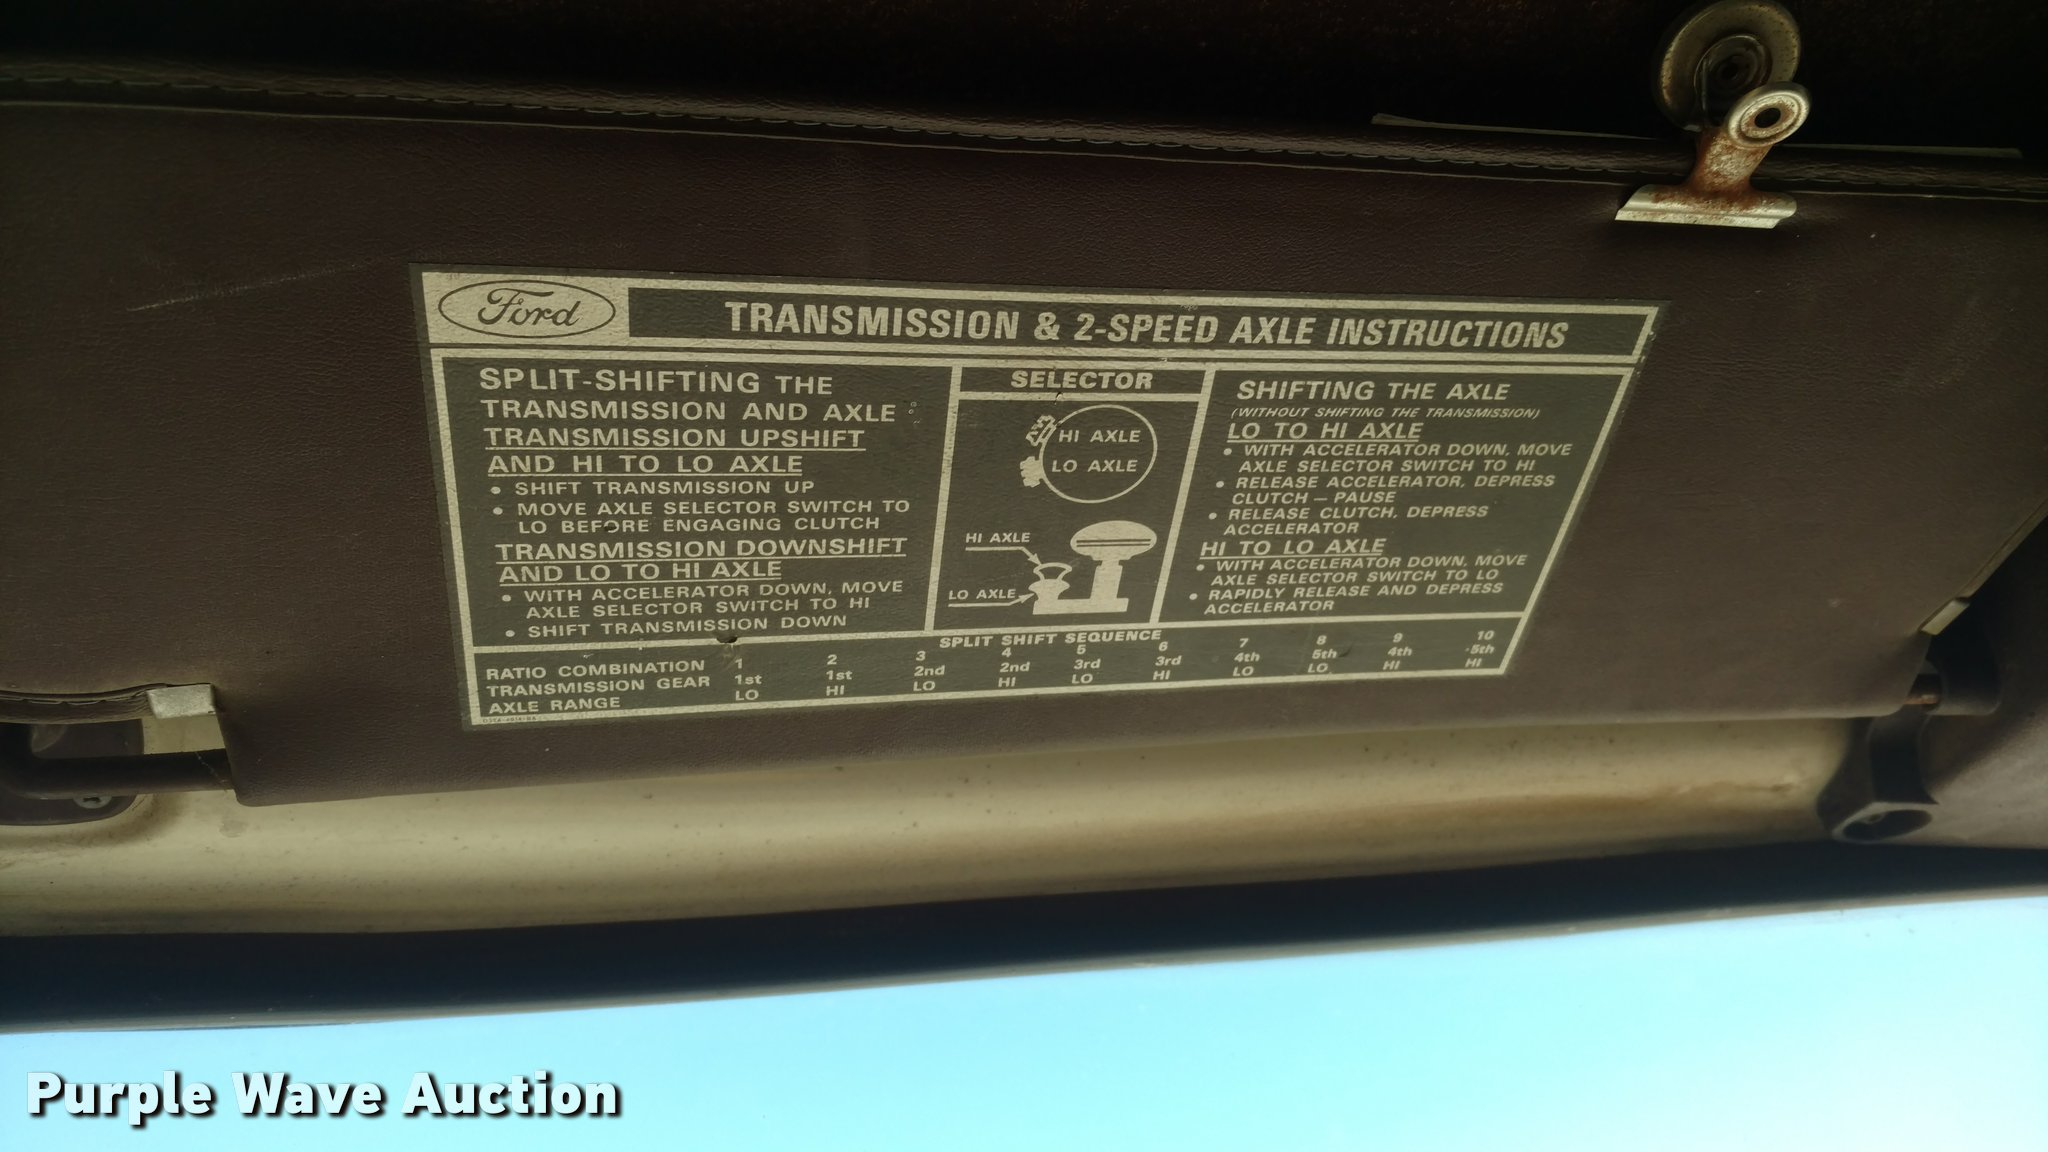 Ford
TRANSMISSION & 2-SPEED AXLE INSTRUCTIONS
SPLIT-SHIFTING THE
TRANSMISSION AND AXLE
TRANSMISSION UPSHIFT
AND HI TO LO AXLE
• SHIFT TRANSMISSION UP
• MOVE AXLE SELECTOR SWITCH TO
LO BEFORE ENGAGING CLUTCH
TRANSMISSION DOWNSHIFT
AND LO TO HI AXLE
• WITH ACCELERATOR DOWN, MOVE
AXLE SELECTOR SWITCH TO HI
• SHIFT TRANSMISSION DOWN
SELECTOR
HI AXLE
LO AXLE
HI AXLE
LO AXLE
SHIFTING THE AXLE
(WITHOUT SHIFTING THE TRANSMISSION)
LO TO HI AXLE
• WITH ACCELERATOR DOWN, MOVE
AXLE SELECTOR SWITCH TO HI
• RELEASE ACCELERATOR, DEPRESS
CLUTCH — PAUSE
• RELEASE CLUTCH, DEPRESS
ACCELERATOR
HI TO LO AXLE
• WITH ACCELERATOR DOWN, MOVE
AXLE SELECTOR SWITCH TO LO
• RAPIDLY RELEASE AND DEPRESS
ACCELERATOR
SPLIT SHIFT SEQUENCE
RATIO COMBINATION 1 2 3 4 5 6 7 8 9 10
TRANSMISSION GEAR 1st 1st 2nd 2nd 3rd 3rd 4th 5th 4th 5th
AXLE RANGE LO HI LO HI LO HI LO LO HI HI
Purple Wave Auction